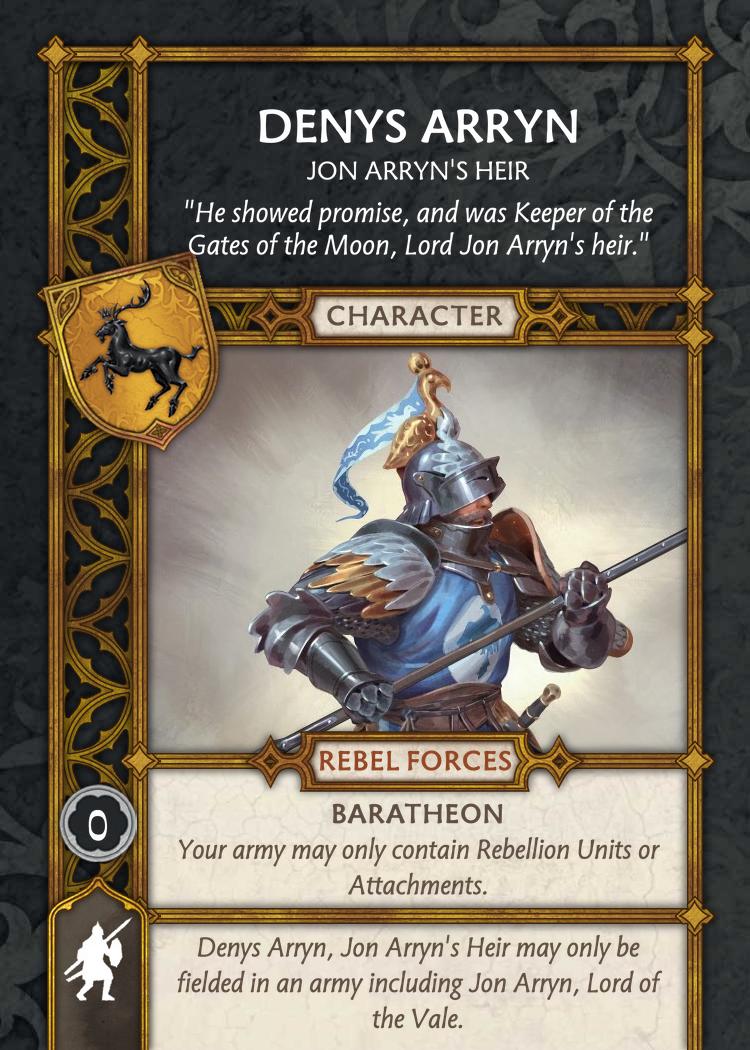 DENYS ARRYN
JON ARRYN'S HEIR
"He showed promise, and was Keeper of the
Gates of the Moon, Lord Jon Arryn's heir."
CHARACTER
REBEL FORCES
0
BARATHEON
Your army may only contain Rebellion Units or
Attachments.
Denys Arryn, Jon Arryn's Heir may only be
fielded in an army including Jon Arryn, Lord of
the Vale.